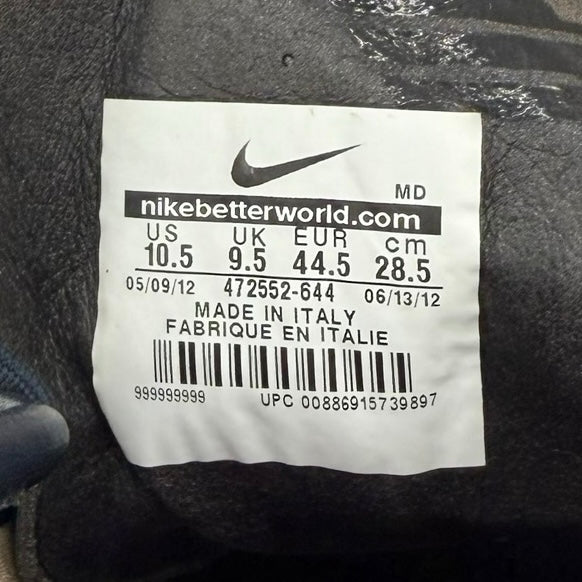 MD
nikebetterworld.com
US UK EUR cm
10.5 9.5 44.5 28.5
05/09/12 472552-644 06/13/12
MADE IN ITALY
FABRIQUE EN ITALIE
999999999 UPC 00886915739897